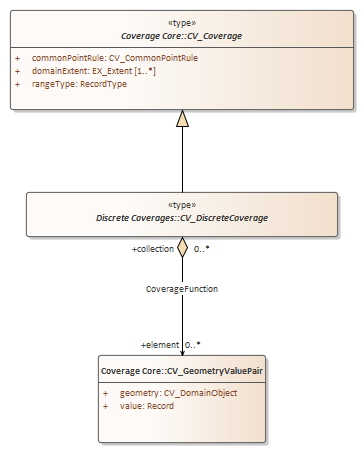 «type»
Coverage Core::CV_Coverage
+ commonPointRule: CV_CommonPointRule
+ domainExtent: EX_Extent [1..*]
+ rangeType: RecordType
«type»
Discrete Coverages::CV_DiscreteCoverage
+collection 0..*
CoverageFunction
+element 0..*
Coverage Core::CV_GeometryValuePair
+ geometry: CV_DomainObject
+ value: Record